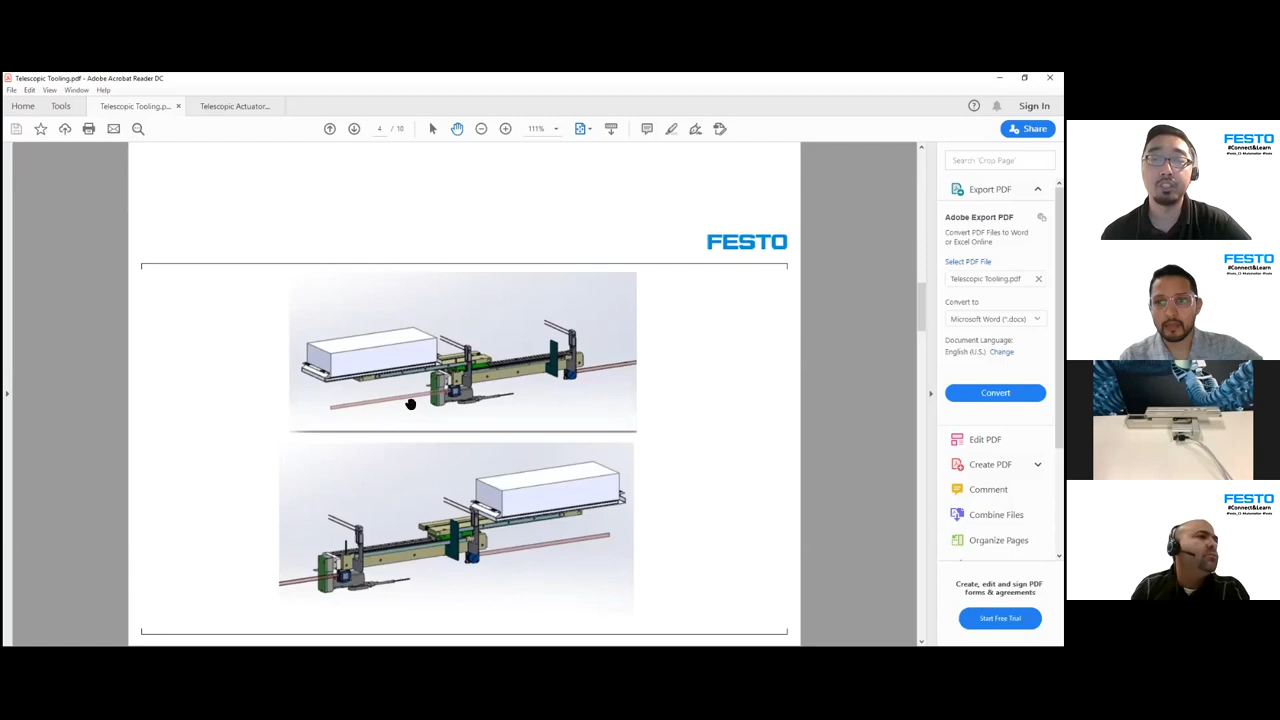 Telescopic Tooling.pdf - Adobe Acrobat Reader DC
File Edit View Window Help
Home Tools Telescopic Tooling.p... Telescopic Actuator... Sign In
4 / 10 111% Share
FESTO
Search 'Crop Page'
Export PDF
Adobe Export PDF
Convert PDF Files to Word
or Excel Online
Select PDF File
Telescopic Tooling.pdf
Convert to
Microsoft Word (*.docx)
Document Language:
English (U.S.) Change
Convert
Edit PDF
Create PDF
Comment
Combine Files
Organize Pages
Create, edit and sign PDF
forms & agreements
Start Free Trial
FESTO
#Connect&Learn
FESTO
#Connect&Learn
FESTO
#Connect&Learn